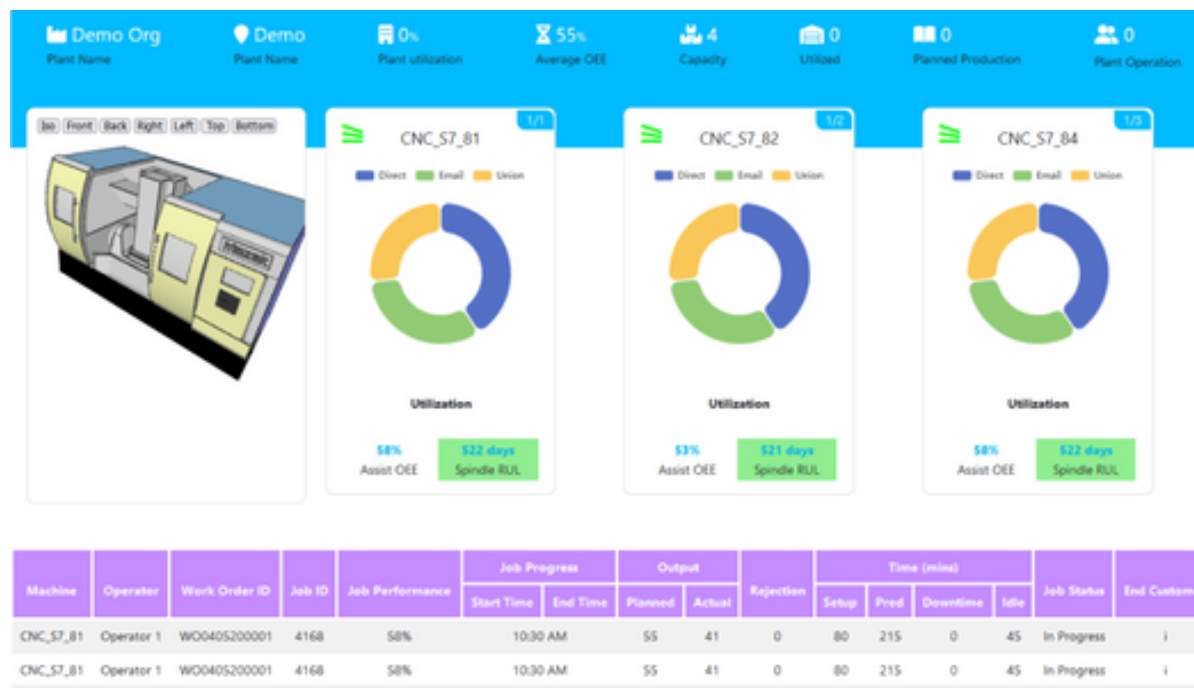 Demo Org
Plant Name
Demo
Plant Name
0%
Plant utilization
55%
Average OEE
4
Capacity
0
Utilized
0
Planned Production
0
Plant Operation
Iso Front Back Right Left Top Bottom
1/1
CNC_S7_81
Direct Email Union
Utilization
58%
Assist OEE
522 days
Spindle RUL
1/2
CNC_S7_82
Direct Email Union
Utilization
53%
Assist OEE
521 days
Spindle RUL
1/3
CNC_S7_84
Direct Email Union
Utilization
58%
Assist OEE
522 days
Spindle RUL
Machine Operator Work Order ID Job ID Job Performance Job Progress Output Rejection Time (mins) Job Status End Custom
Start Time End Time Planned Actual Setup Pred Downtime Idle
CNC_S7_81 Operator 1 WO0405200001 4168 58% 10:30 AM 55 41 0 80 215 0 45 In Progress i
CNC_S7_81 Operator 1 WO0405200001 4168 58% 10:30 AM 55 41 0 80 215 0 45 In Progress i